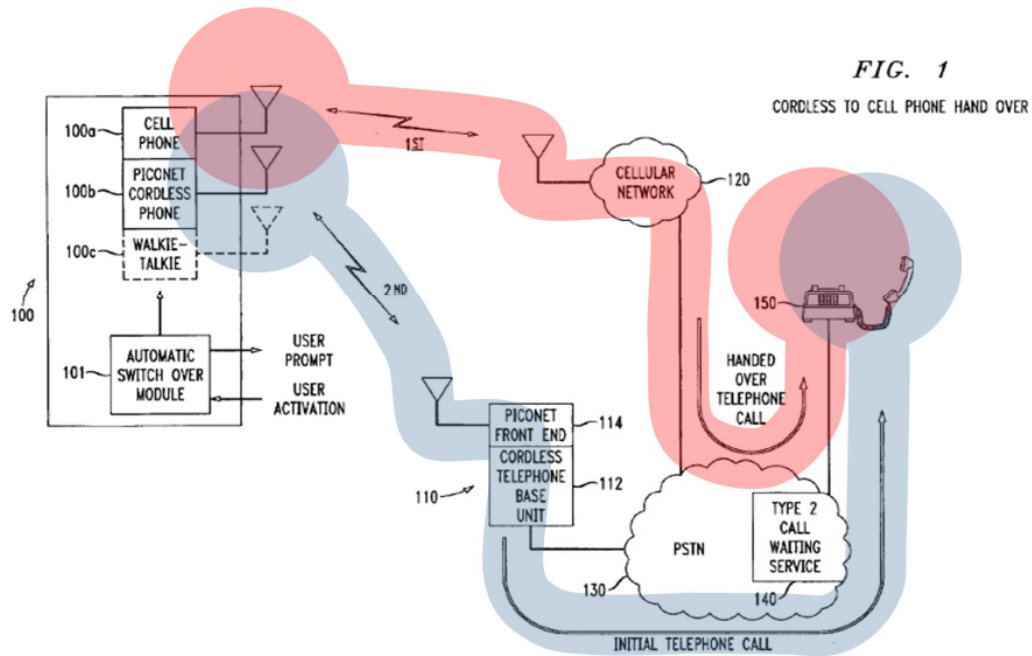 FIG. 1
CORDLESS TO CELL PHONE HAND OVER
100a
CELL
PHONE
100b
PICONET
CORDLESS
PHONE
100c
WALKIE-
TALKIE
100
101
AUTOMATIC
SWITCH OVER
MODULE
USER
PROMPT
USER
ACTIVATION
1ST
2ND
CELLULAR
NETWORK
120
150
HANDED
OVER
TELEPHONE
CALL
PICONET
FRONT END
114
CORDLESS
TELEPHONE
BASE
UNIT
112
110
PSTN
130
TYPE 2
CALL
WAITING
SERVICE
140
INITIAL TELEPHONE CALL